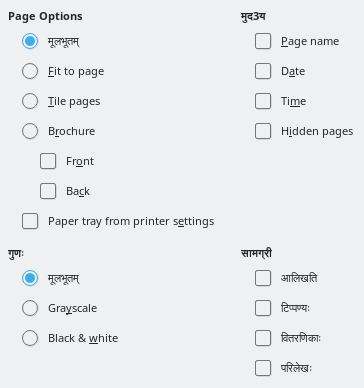 Page Options
मूलभूतम्
Fit to page
Tile pages
Brochure
Front
Back
Paper tray from printer settings
मुद3य
Page name
Date
Time
Hidden pages
गुणः
मूलभूतम्
Grayscale
Black & white
सामग्री
आलिखति
टिप्पण्यः
वितरणिकाः
परिलेखः